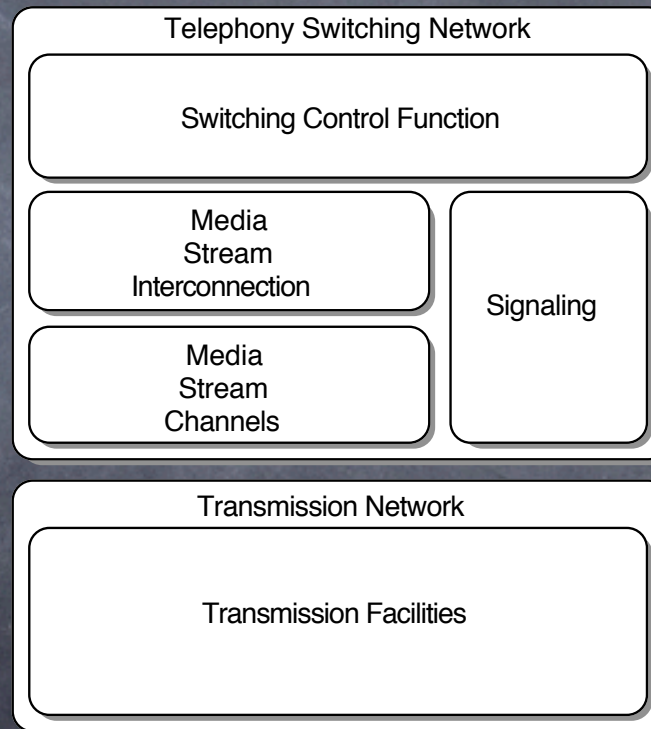 Telephony Switching Network
Switching Control Function
Media
Stream
Interconnection
Signaling
Media
Stream
Channels
Transmission Network
Transmission Facilities